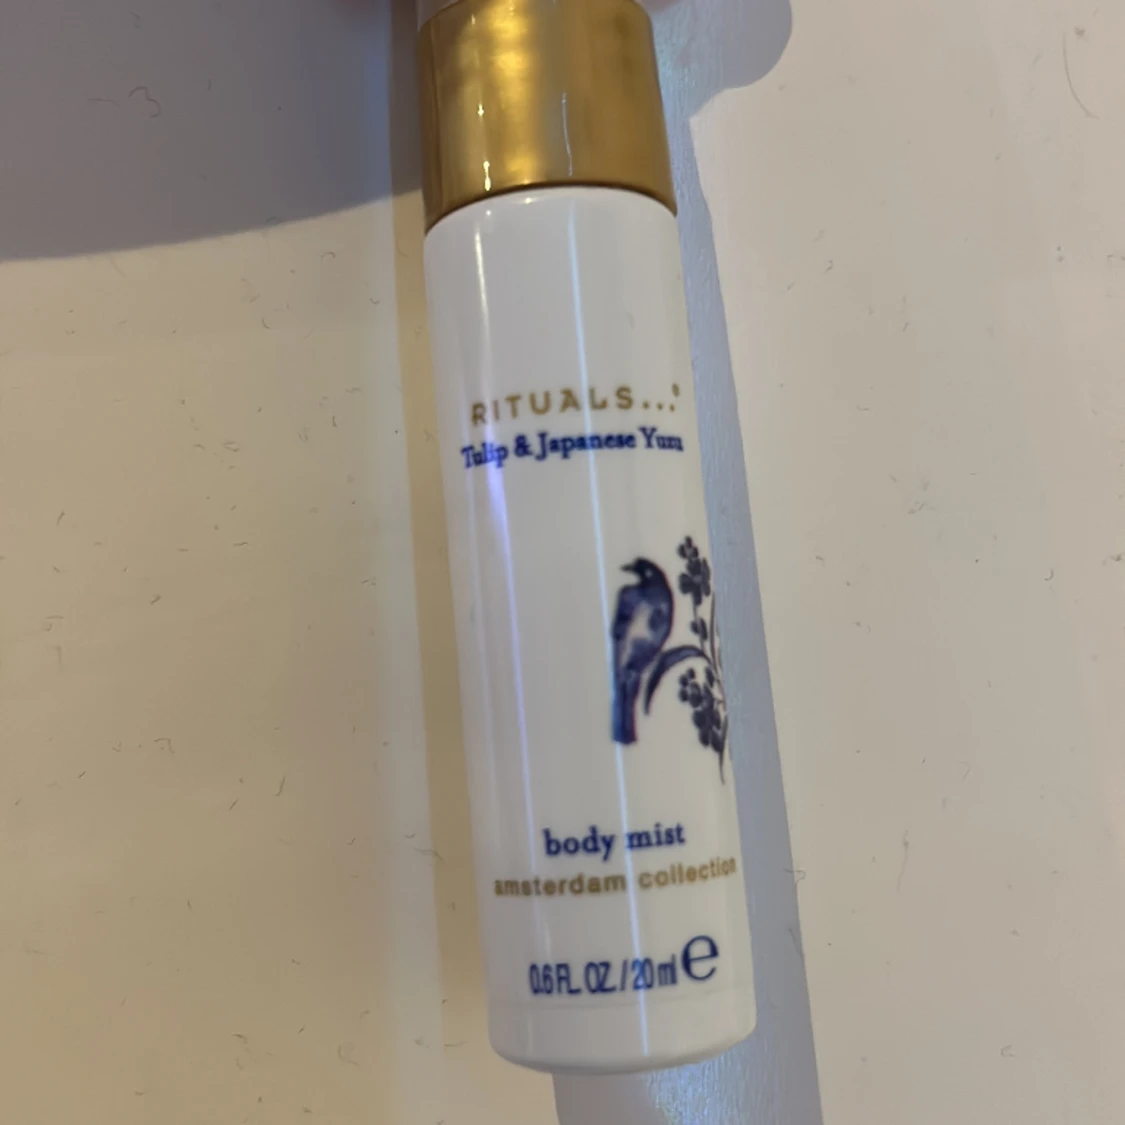 RITUALS...®
Tulip & Japanese Yuzu
body mist
amsterdam collection
0.6 FL. OZ. / 20 ml e